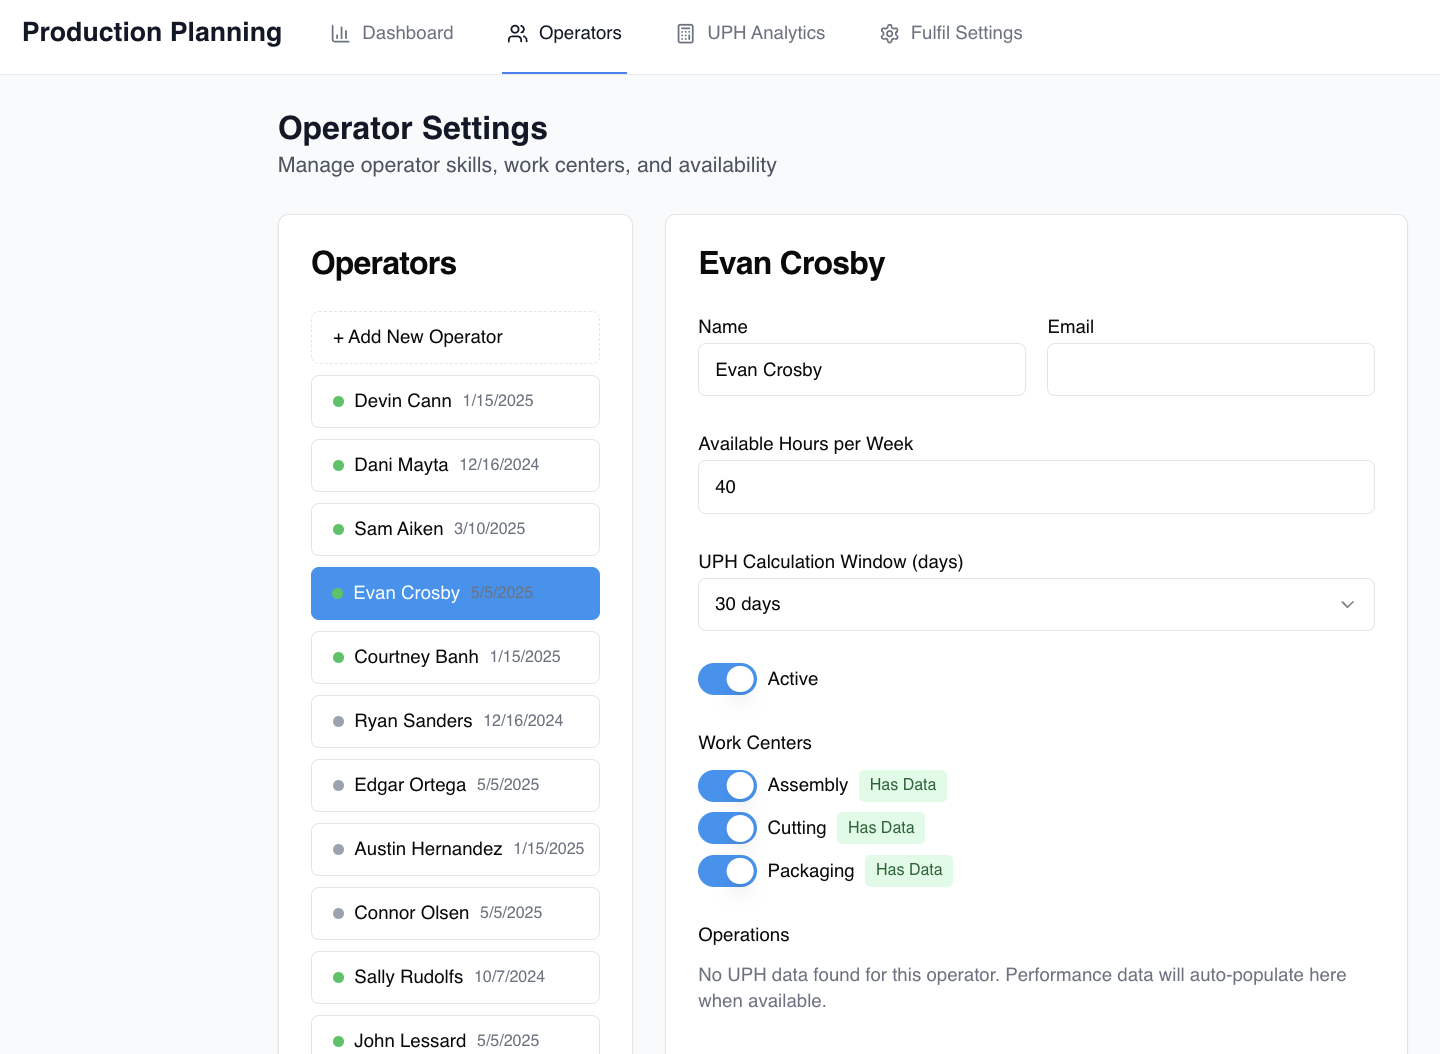 Production Planning
Dashboard
Operators
UPH Analytics
Fulfil Settings
Operator Settings
Manage operator skills, work centers, and availability
Operators
+ Add New Operator
Devin Cann 1/15/2025
Dani Mayta 12/16/2024
Sam Aiken 3/10/2025
Evan Crosby 5/5/2025
Courtney Banh 1/15/2025
Ryan Sanders 12/16/2024
Edgar Ortega 5/5/2025
Austin Hernandez 1/15/2025
Connor Olsen 5/5/2025
Sally Rudolfs 10/7/2024
John Lessard 5/5/2025
Evan Crosby
Name
Evan Crosby
Email
Available Hours per Week
40
UPH Calculation Window (days)
30 days
Active
Work Centers
Assembly Has Data
Cutting Has Data
Packaging Has Data
Operations
No UPH data found for this operator. Performance data will auto-populate here
when available.